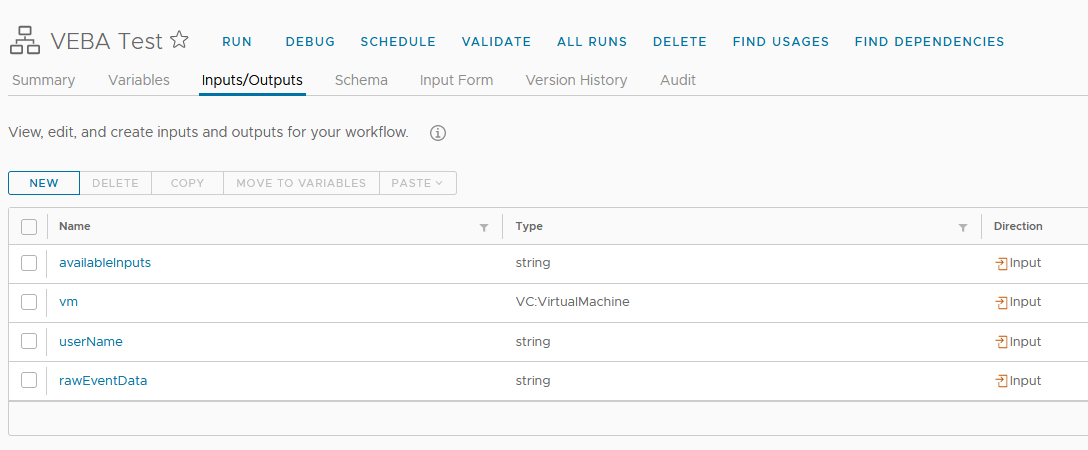 VEBA Test RUN DEBUG SCHEDULE VALIDATE ALL RUNS DELETE FIND USAGES FIND DEPENDENCIES
Summary Variables Inputs/Outputs Schema Input Form Version History Audit
View, edit, and create inputs and outputs for your workflow.
NEW DELETE COPY MOVE TO VARIABLES PASTE
Name Type Direction
availableInputs string Input
vm VC:VirtualMachine Input
userName string Input
rawEventData string Input